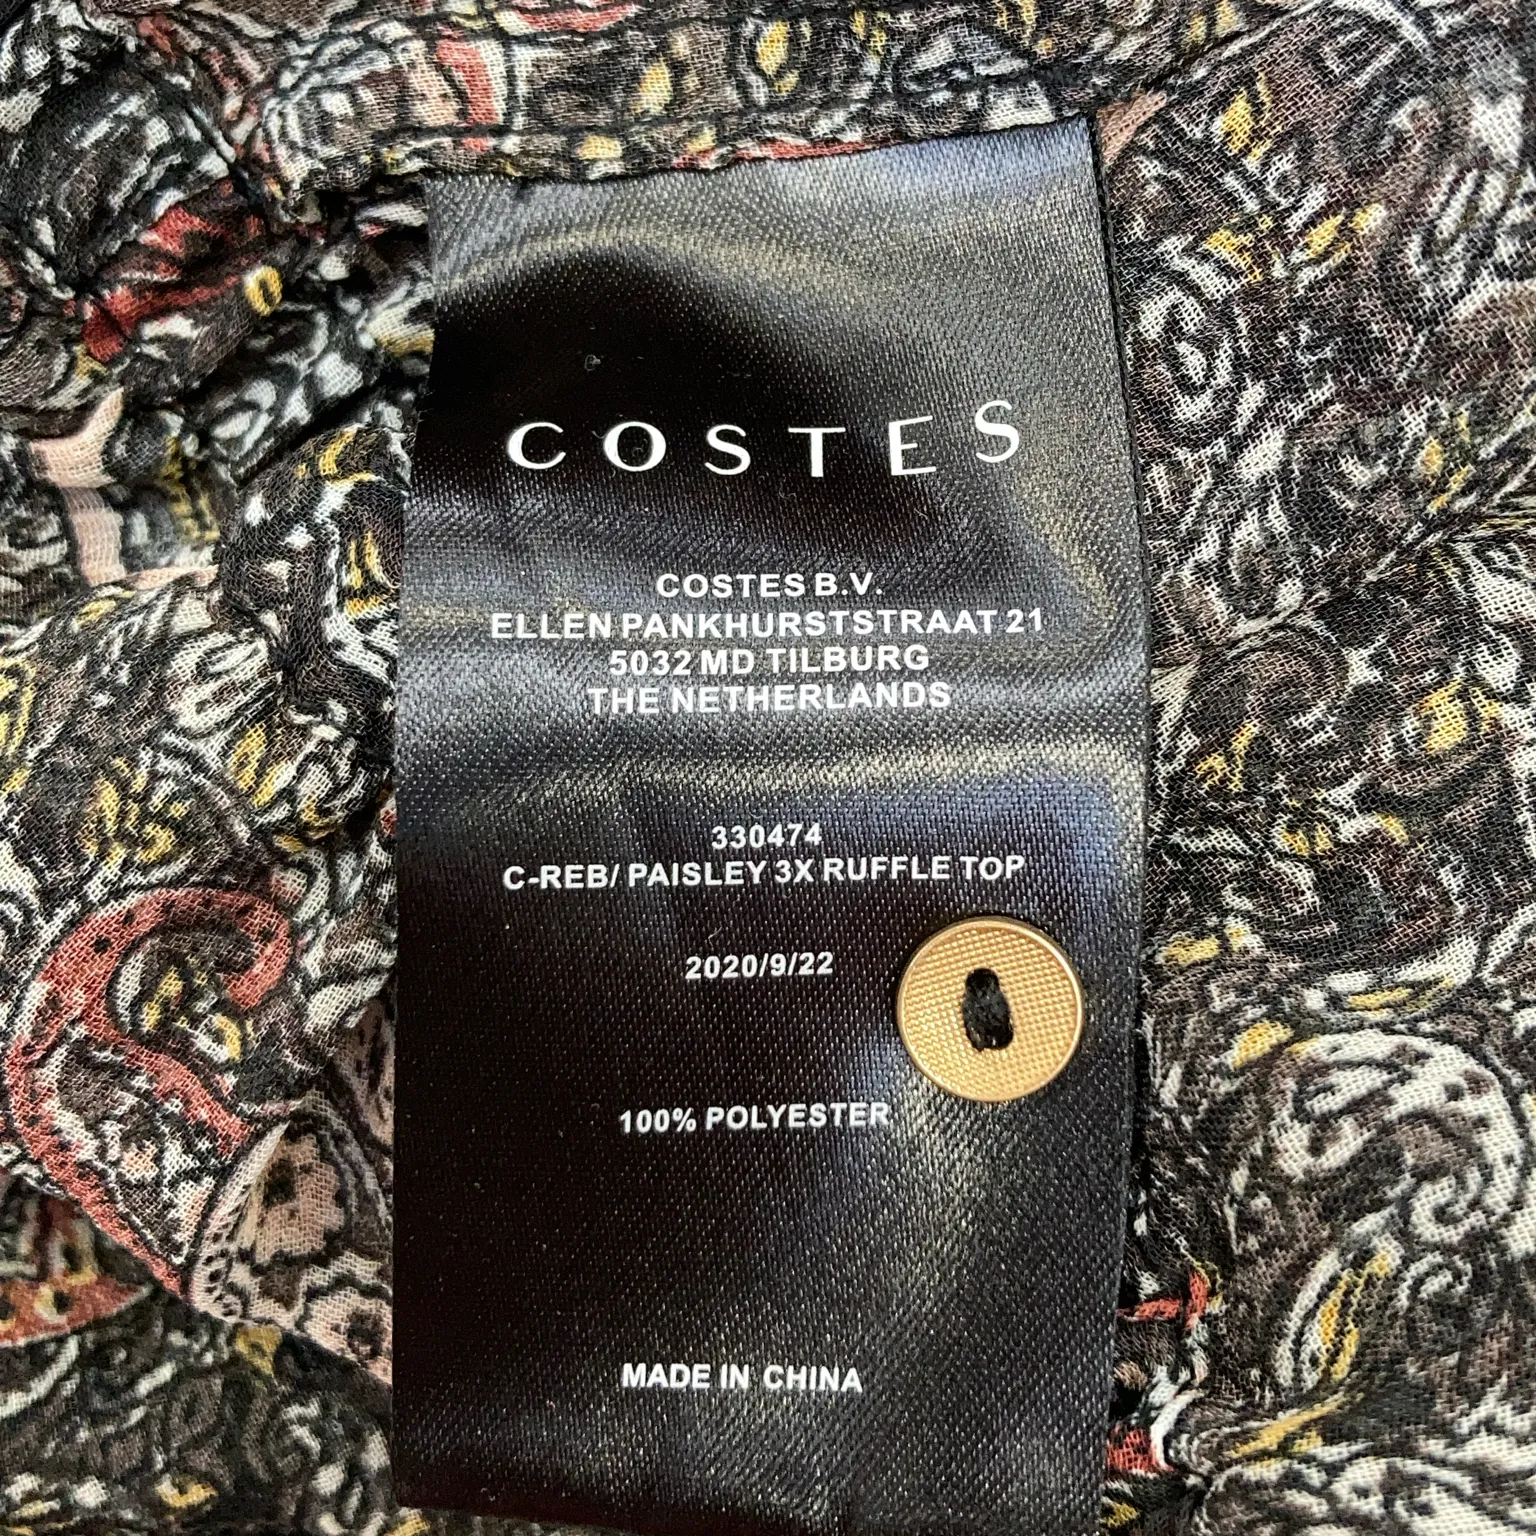 COSTES
COSTES B.V.
ELLEN PANKHURSTSTRAAT 21
5032 MD TILBURG
THE NETHERLANDS
330474
C-REB/ PAISLEY 3X RUFFLE TOP
2020/9/22
100% POLYESTER
MADE IN CHINA